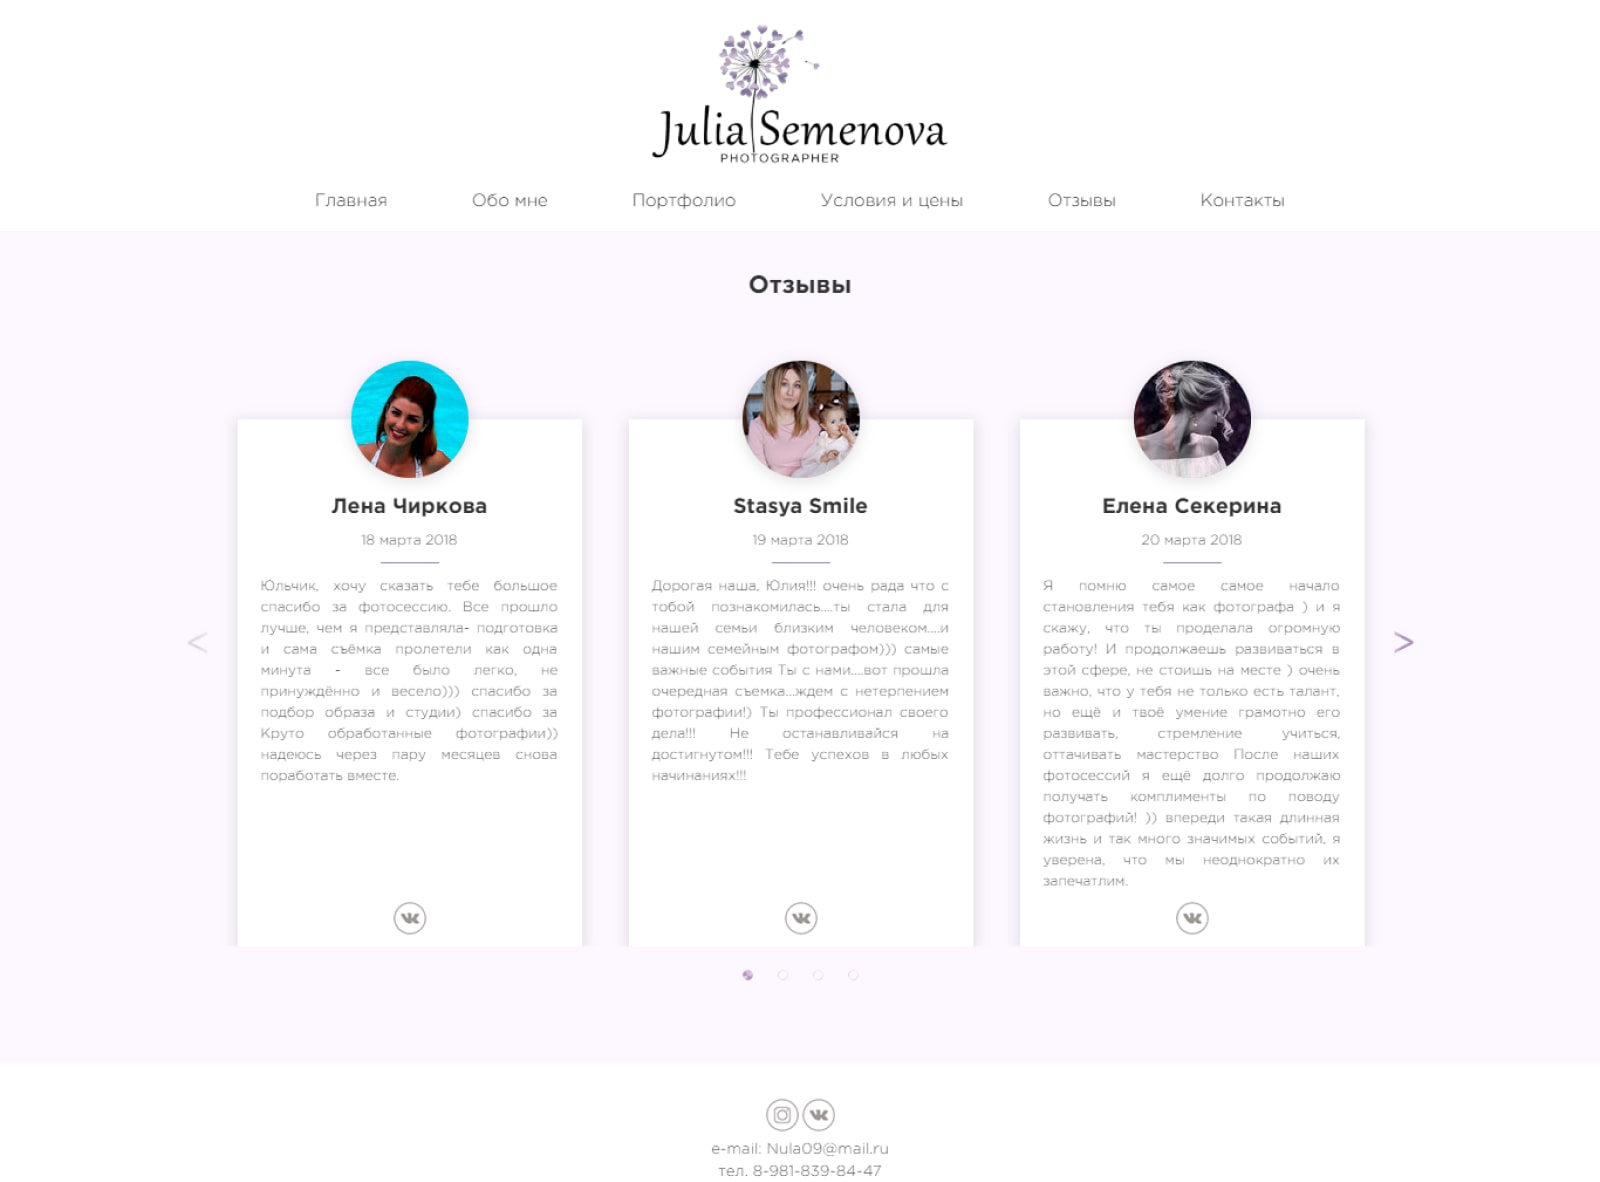 Julia Semenova
PHOTOGRAPHER
Главная Обо мне Портфолио Условия и цены Отзывы Контакты
Отзывы
Лена Чиркова
18 марта 2018
Юльчик, хочу сказать тебе большое
спасибо за фотосессию. Все прошло
лучше, чем я представляла- подготовка
и сама съёмка пролетели как одна
минута - все было легко, не
принуждённо и весело))) спасибо за
подбор образа и студии) спасибо за
Круто обработанные фотографии))
надеюсь через пару месяцев снова
поработать вместе.
Stasya Smile
19 марта 2018
Дорогая наша, Юлия!!! очень рада что с
тобой познакомилась....ты стала для
нашей семьи близким человеком....и
нашим семейным фотографом))) самые
важные события Ты с нами....вот прошла
очередная съемка...ждем с нетерпением
фотографии!) Ты профессионал своего
дела!!! Не останавливайся на
достигнутом!!! Тебе успехов в любых
начинаниях!!!
Елена Секерина
20 марта 2018
Я помню самое самое начало
становления тебя как фотографа ) и я
скажу, что ты проделала огромную
работу! И продолжаешь развиваться в
этой сфере, не стоишь на месте ) очень
важно, что у тебя не только есть талант,
но ещё и твоё умение грамотно его
развивать, стремление учиться,
оттачивать мастерство После наших
фотосессий я ещё долго продолжаю
получать комплименты по поводу
фотографий! )) впереди такая длинная
жизнь и так много значимых событий, я
уверена, что мы неоднократно их
запечатлим.
e-mail: Nula09@mail.ru
тел. 8-981-839-84-47